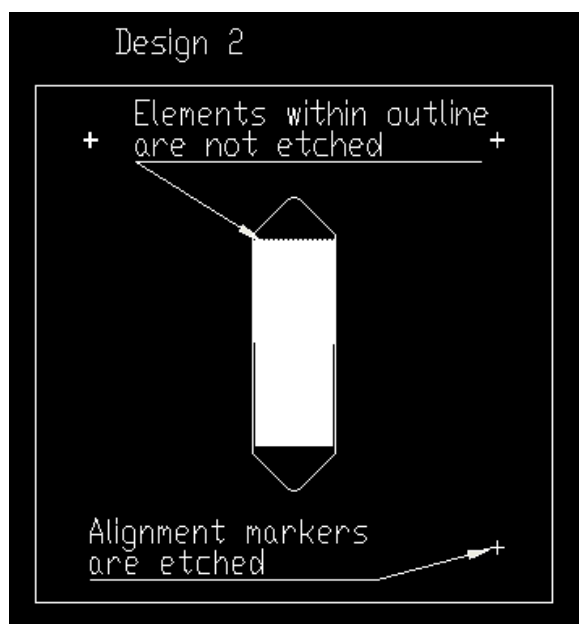 Design 2
Elements within outline
are not etched
Alignment markers
are etched